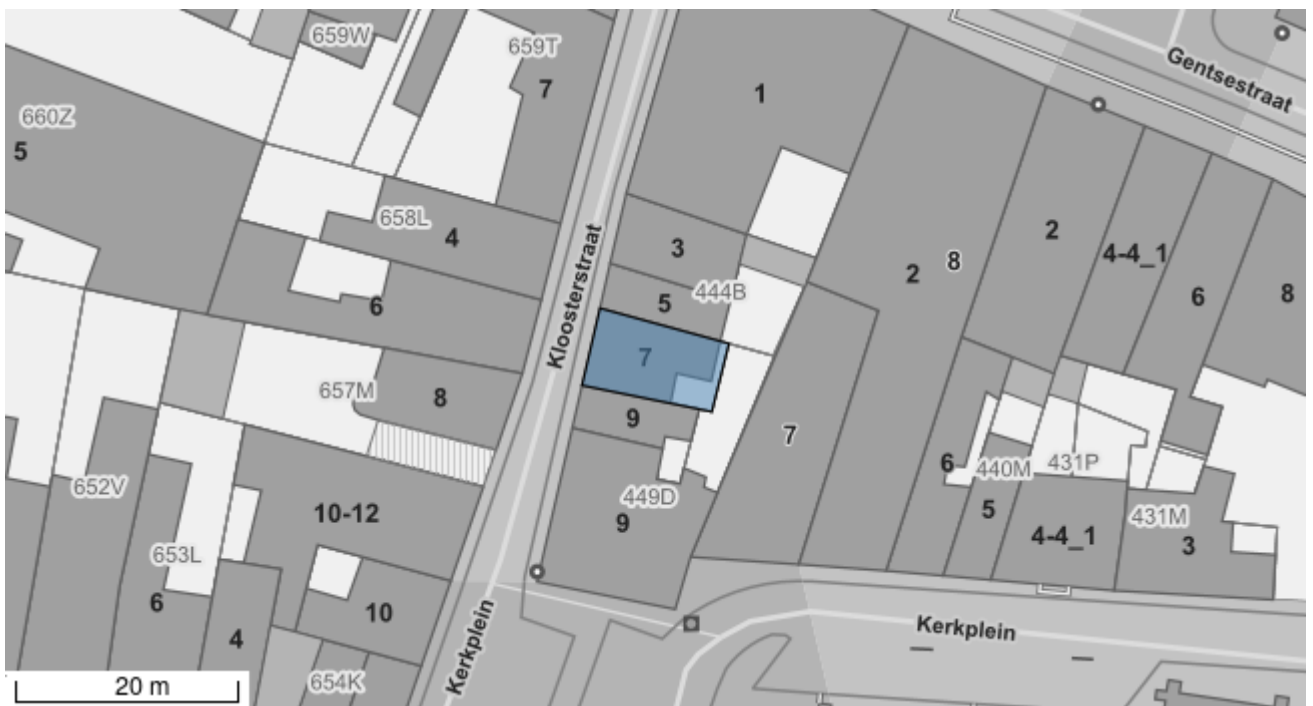 659W
659T
7
1
Gentsestraat
660Z
5
658L
4
3
2
4-4_1
2
8
6
8
Kloosterstraat
5
444B
6
7
657M
8
9
7
652V
10-12
449D
9
6
440M
431P
5
431M
653L
6
4
10
4-4_1
3
Kerkplein
Kerkplein
654K
20 m